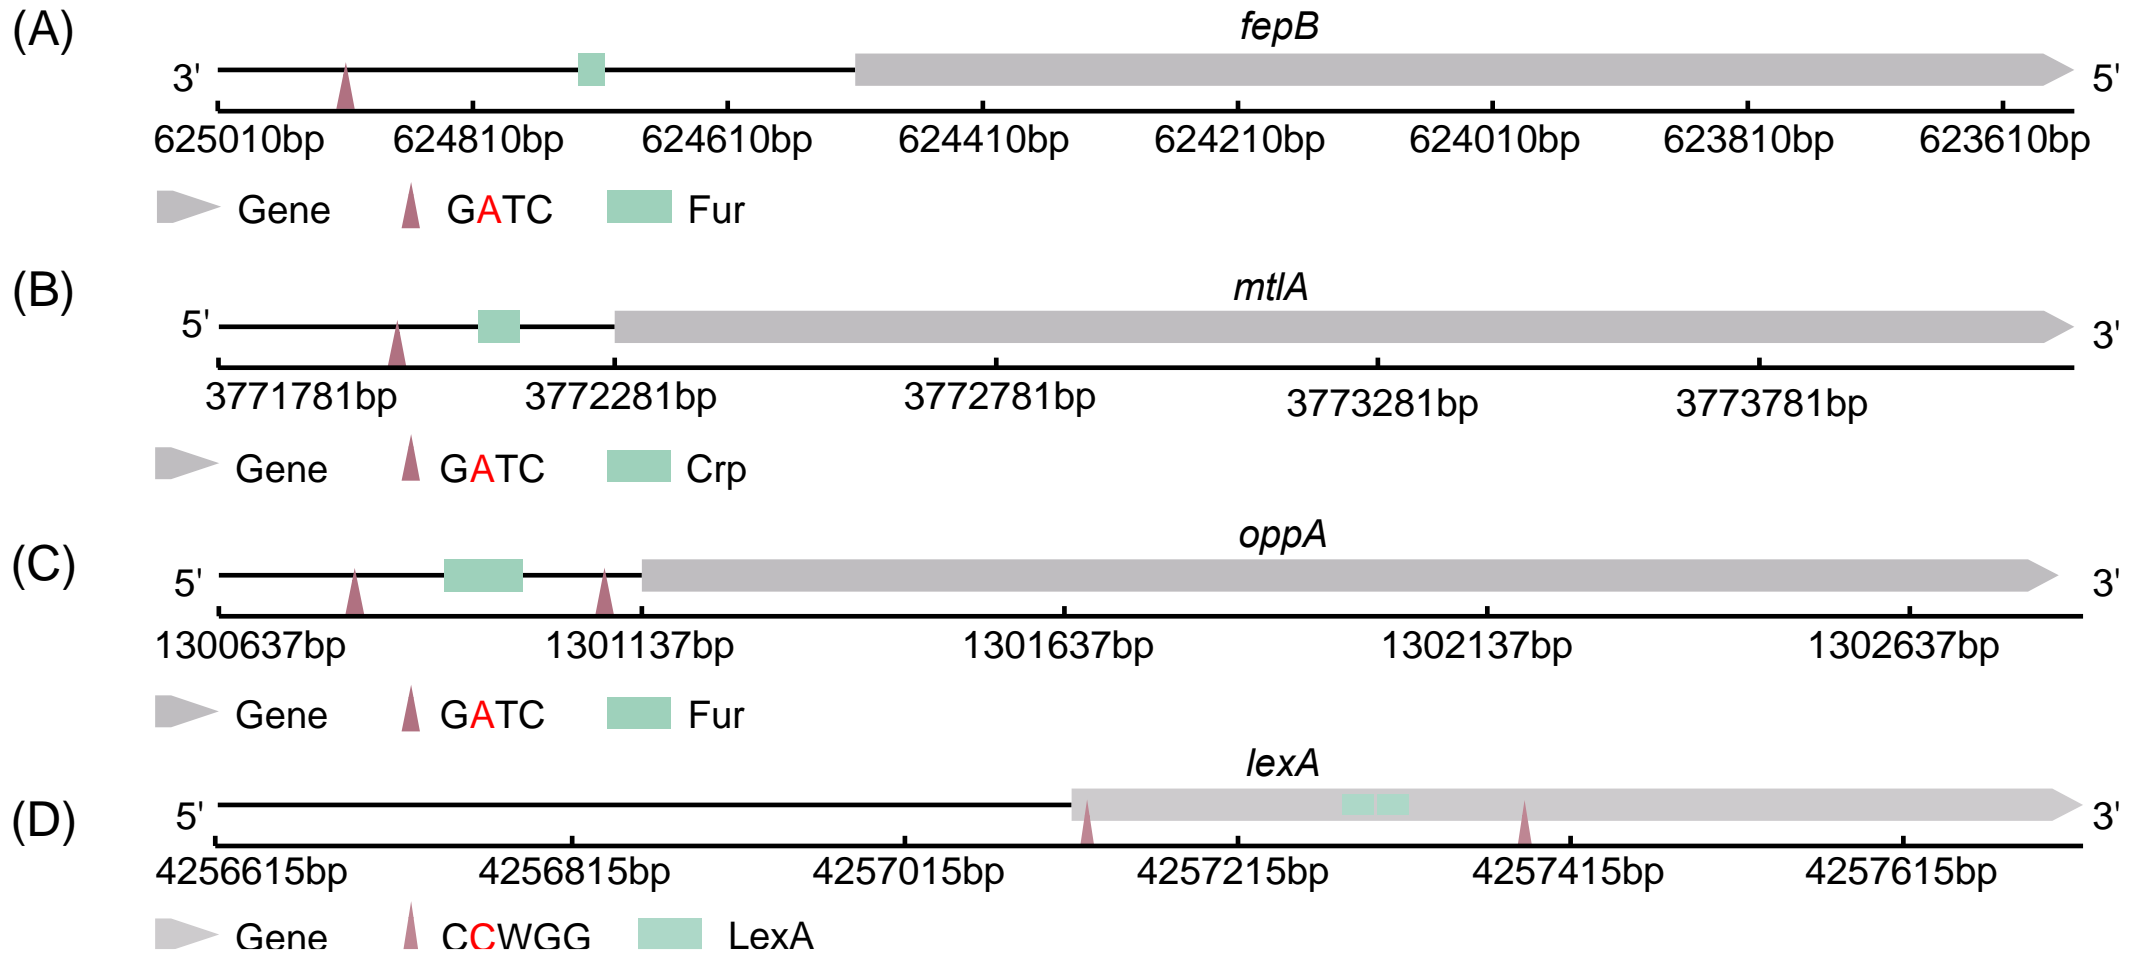 (A)
fepB
3' 5'
625010bp 624810bp 624610bp 624410bp 624210bp 624010bp 623810bp 623610bp
Gene GATC Fur
(B)
mtlA
5' 3'
3771781bp 3772281bp 3772781bp 3773281bp 3773781bp
Gene GATC Crp
(C)
oppA
5' 3'
1300637bp 1301137bp 1301637bp 1302137bp 1302637bp
Gene GATC Fur
lexA
(D)
5' 3'
4256615bp 4256815bp 4257015bp 4257215bp 4257415bp 4257615bp
Gene CCWGG LexA